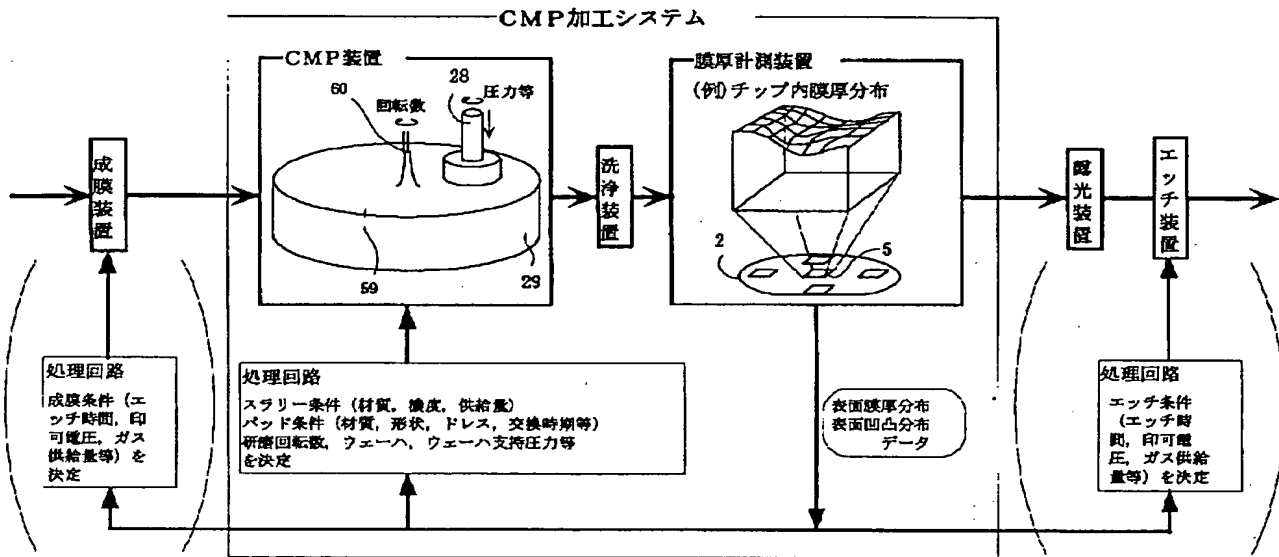 CMP加工システム
CMP装置
60
28
回転数
圧力等
59
29
膜厚計測装置
(例)チップ内膜厚分布
2
5
成膜装置
洗浄装置
露光装置
エッチ装置
処理回路
成膜条件(エ
ッチ時間,印
可電圧,ガス
供給量等)を
決定
処理回路
スラリー条件(材質,濃度,供給量)
パッド条件(材質,形状,ドレス,交換時期等)
研磨回転数,ウェーハ,ウェーハ支持圧力等
を決定
表面膜厚分布
表面凹凸分布
データ
処理回路
エッチ条件
(エッチ時
間,印可電
圧,ガス供給
量等)を決定